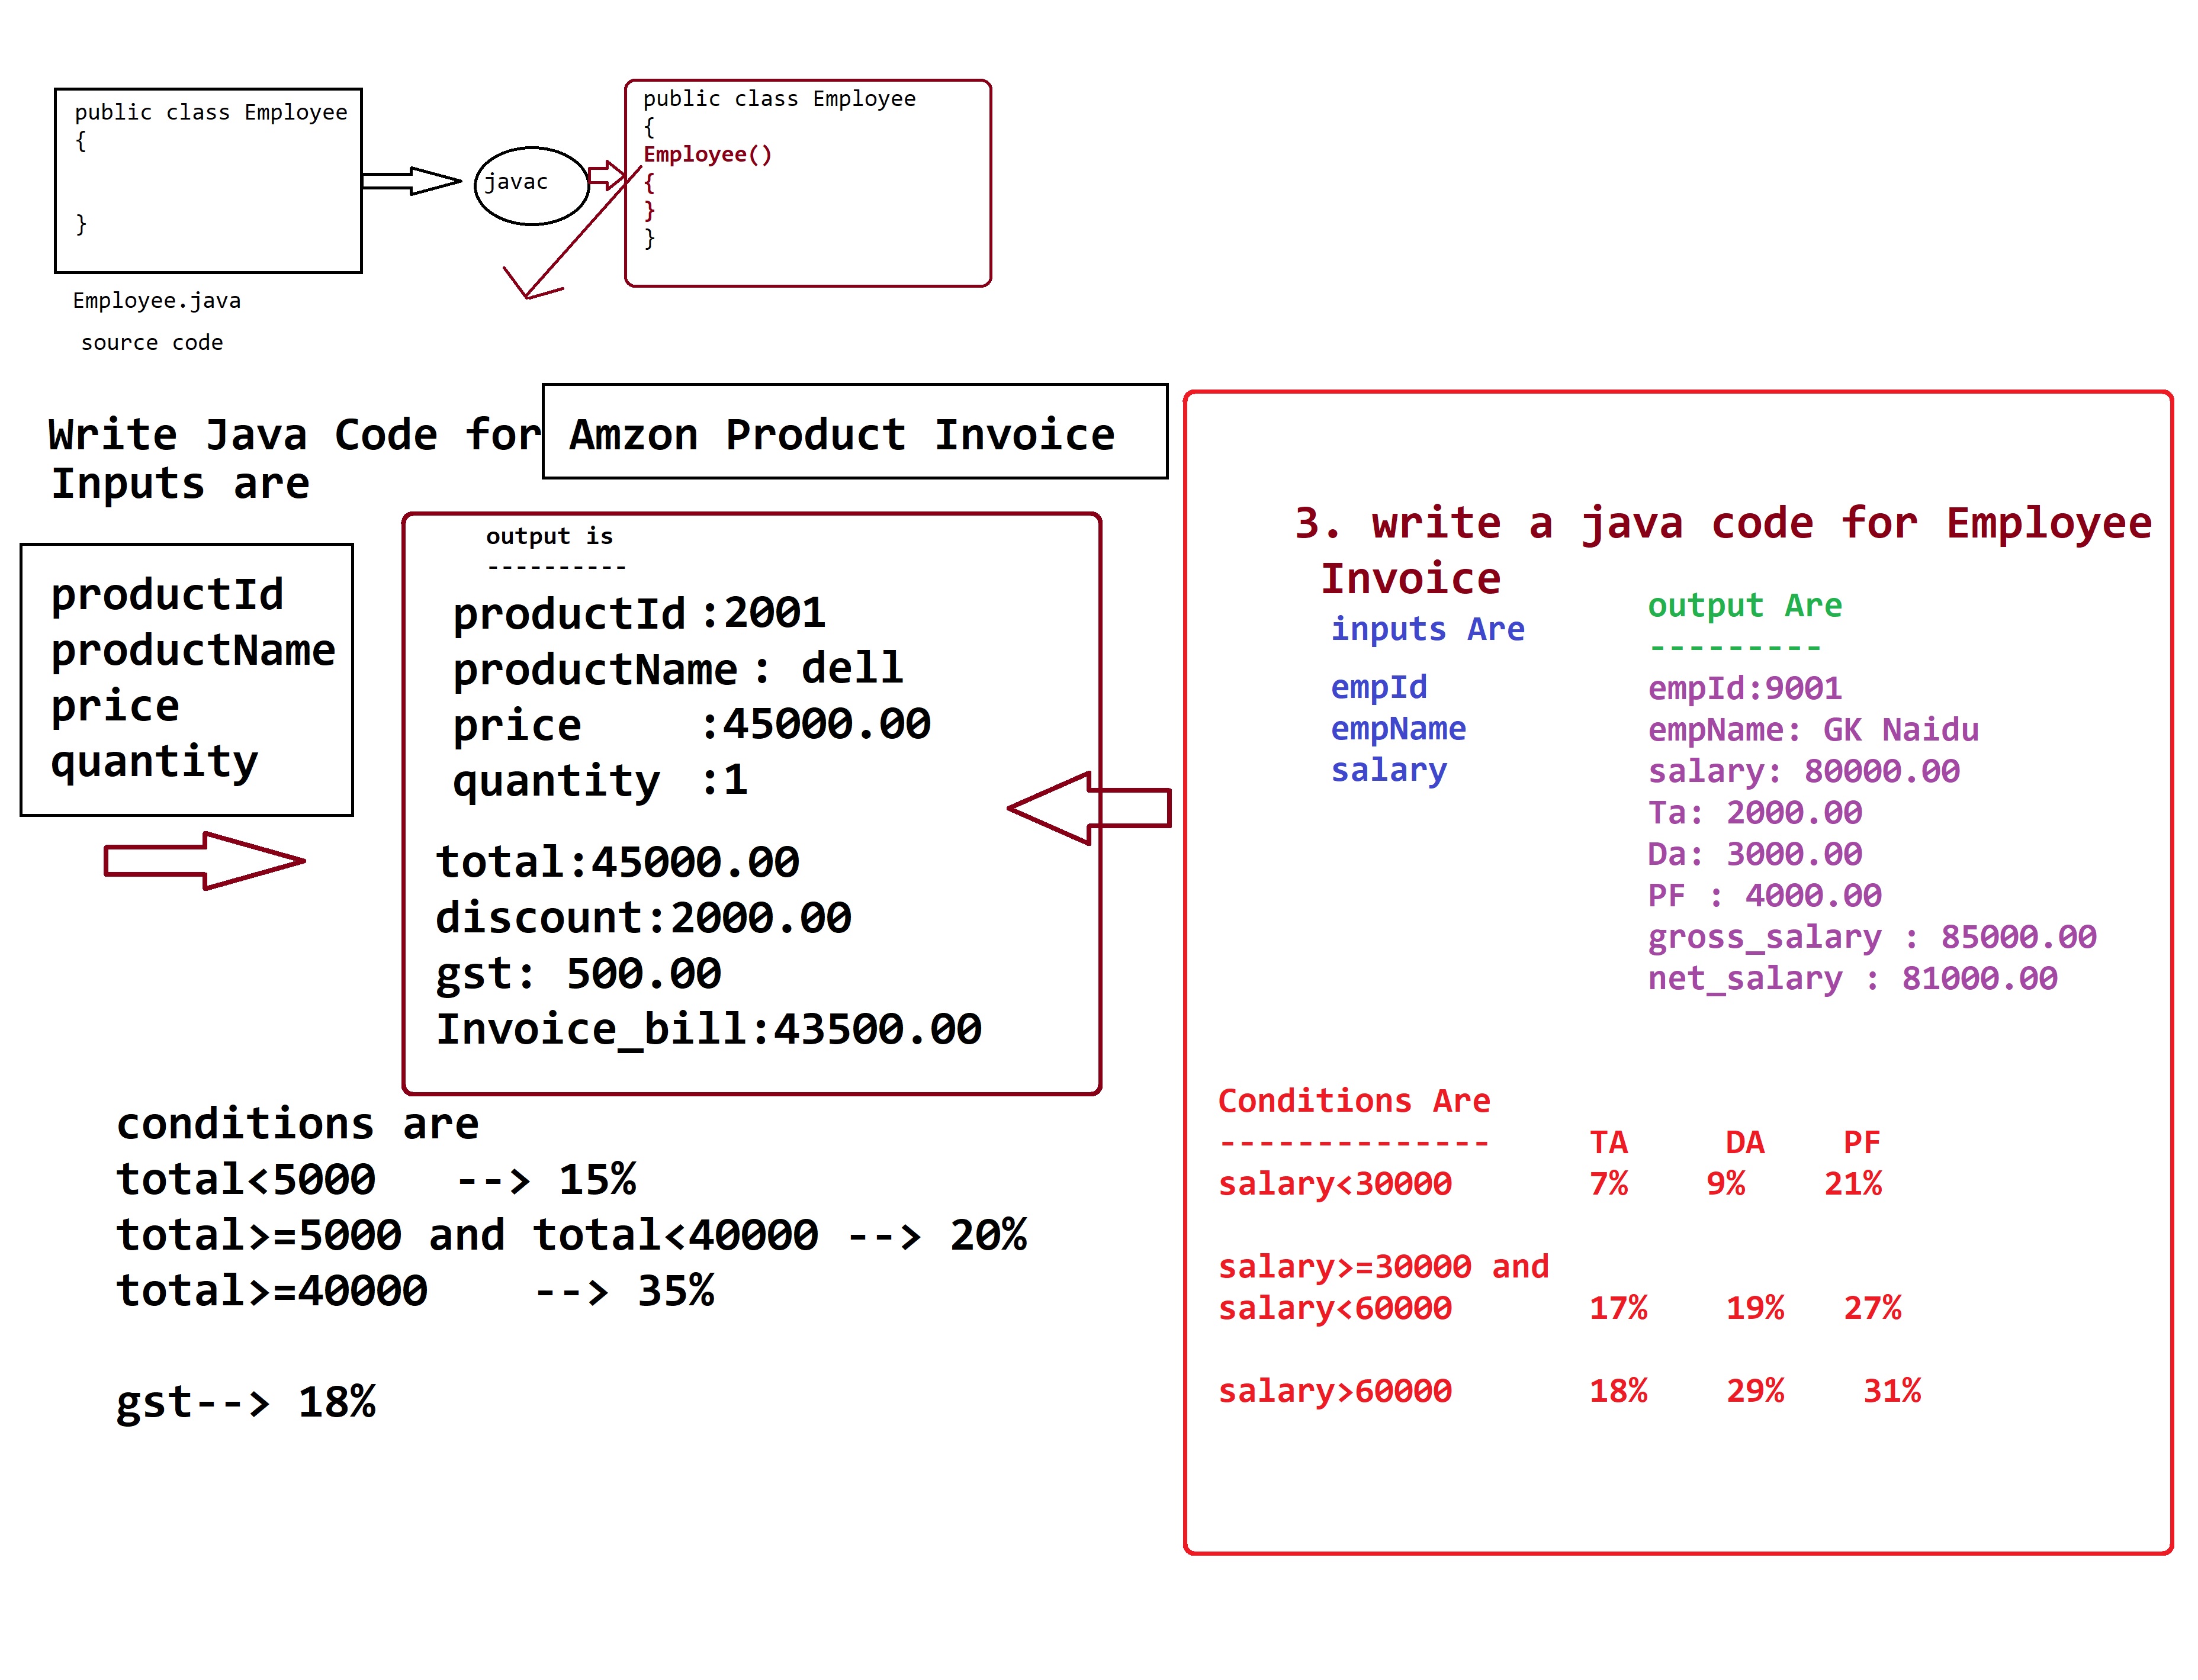 public class Employee
{
}
Employee.java
source code
javac
public class Employee
{
Employee()
{
}
}
Write Java Code for Amzon Product Invoice
Inputs are
productId
productName
price
quantity
output is
----------
productId :2001
productName : dell
price :45000.00
quantity :1
total:45000.00
discount:2000.00
gst: 500.00
Invoice_bill:43500.00
conditions are
total<5000 --> 15%
total>=5000 and total<40000 --> 20%
total>=40000 --> 35%
gst--> 18%
3. write a java code for Employee
Invoice
inputs Are
empId
empName
salary
output Are
---------
empId:9001
empName: GK Naidu
salary: 80000.00
Ta: 2000.00
Da: 3000.00
PF : 4000.00
gross_salary : 85000.00
net_salary : 81000.00
Conditions Are
-------------- TA DA PF
salary<30000 7% 9% 21%
salary>=30000 and
salary<60000 17% 19% 27%
salary>60000 18% 29% 31%